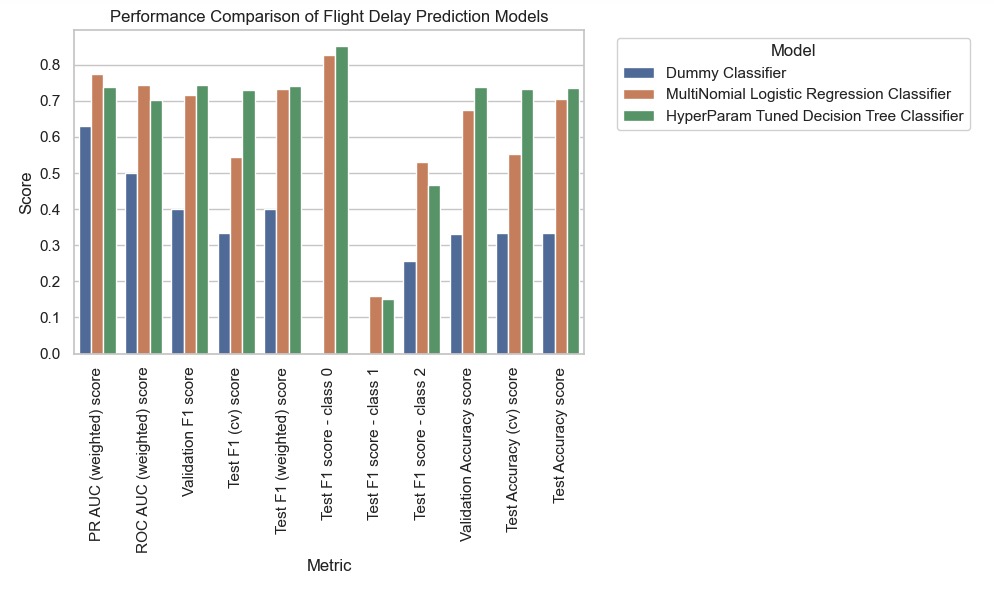 Performance Comparison of Flight Delay Prediction Models
Score
0.8
0.7
0.6
0.5
0.4
0.3
0.2
0.1
0.0
PR AUC (weighted) score
ROC AUC (weighted) score
Validation F1 score
Test F1 (cv) score
Test F1 (weighted) score
Test F1 score - class 0
Test F1 score - class 1
Test F1 score - class 2
Validation Accuracy score
Test Accuracy (cv) score
Test Accuracy score
Metric
Model
Dummy Classifier
MultiNomial Logistic Regression Classifier
HyperParam Tuned Decision Tree Classifier